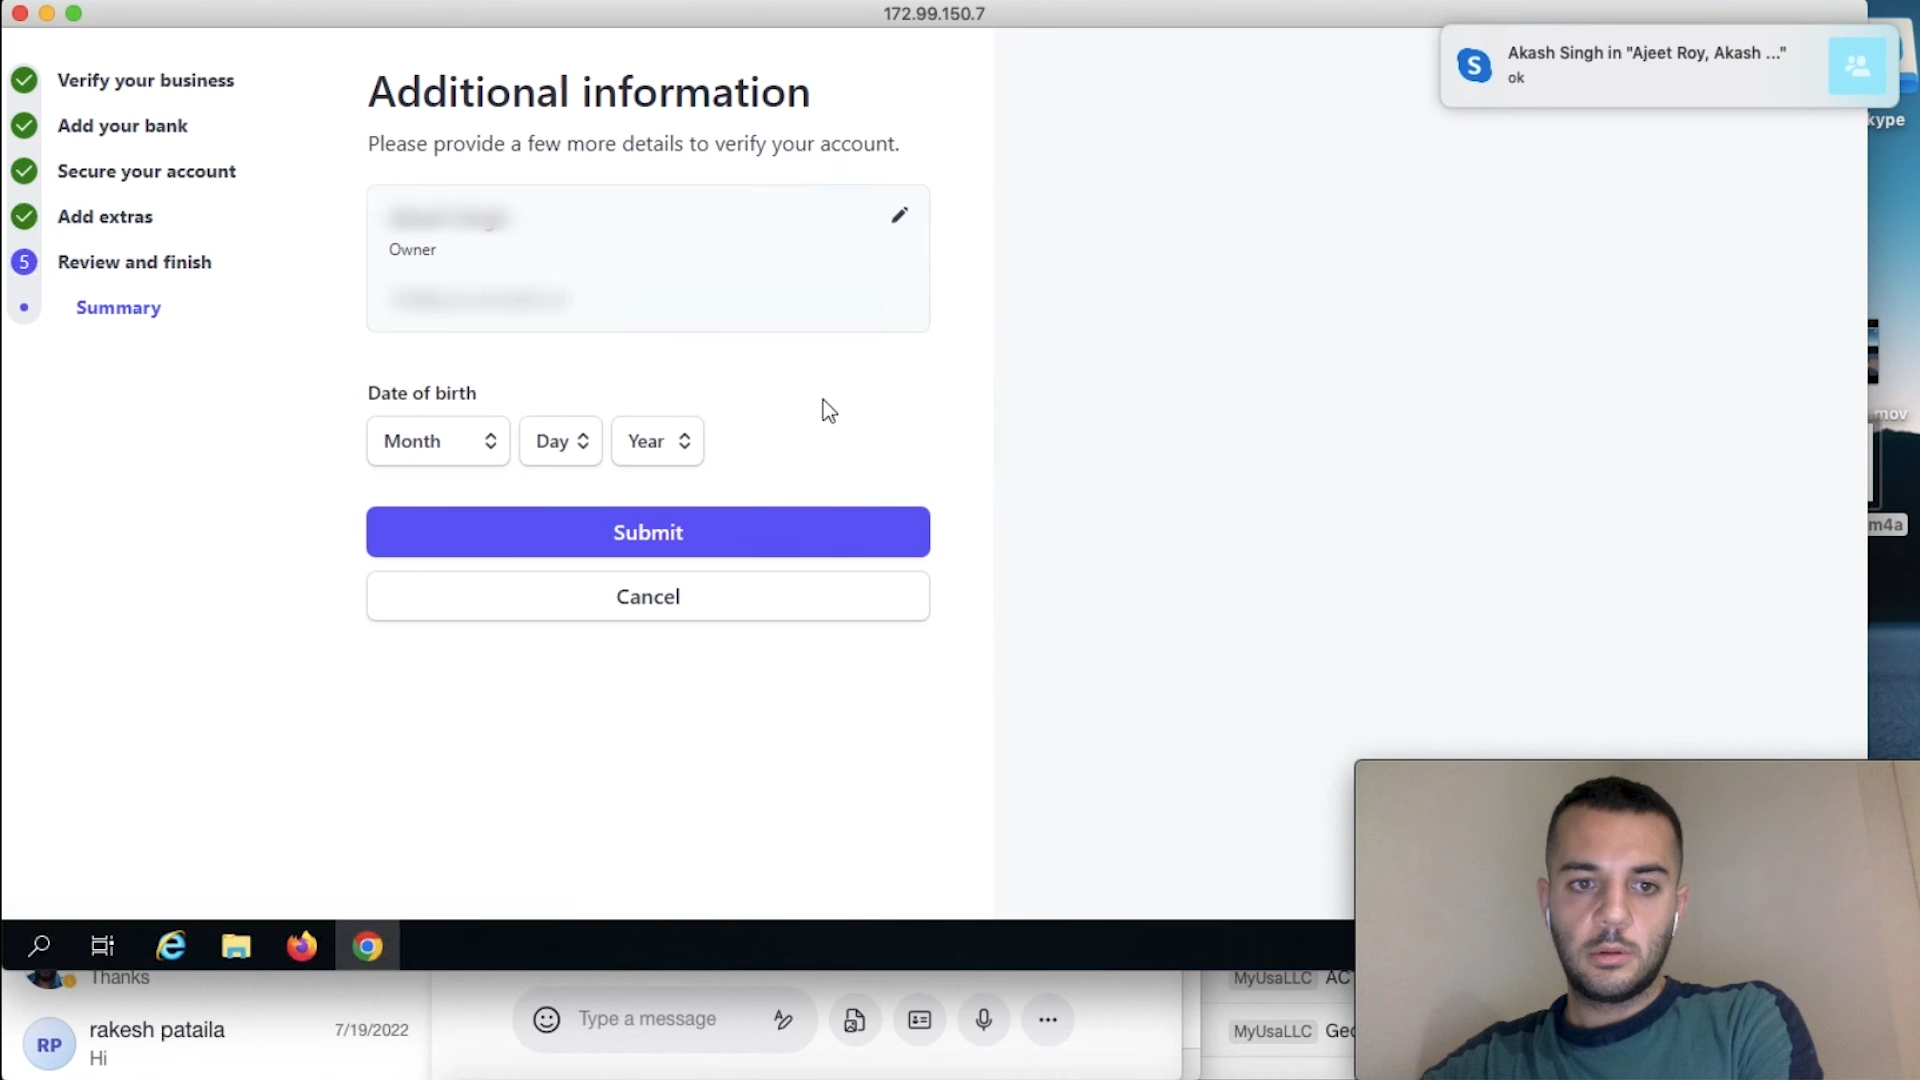 172.99.150.7
Akash Singh in "Ajeet Roy, Akash ..."
ok
S
kype
Verify your business
Add your bank
Secure your account
Add extras
5 Review and finish
Summary
Additional information
Please provide a few more details to verify your account.
Owner
Date of birth
Month
Day
Year
Submit
Cancel
.mov
m4a
Thanks
RP
rakesh pataila
7/19/2022
Hi
Type a message
MyUsaLLC
MyUsaLLC